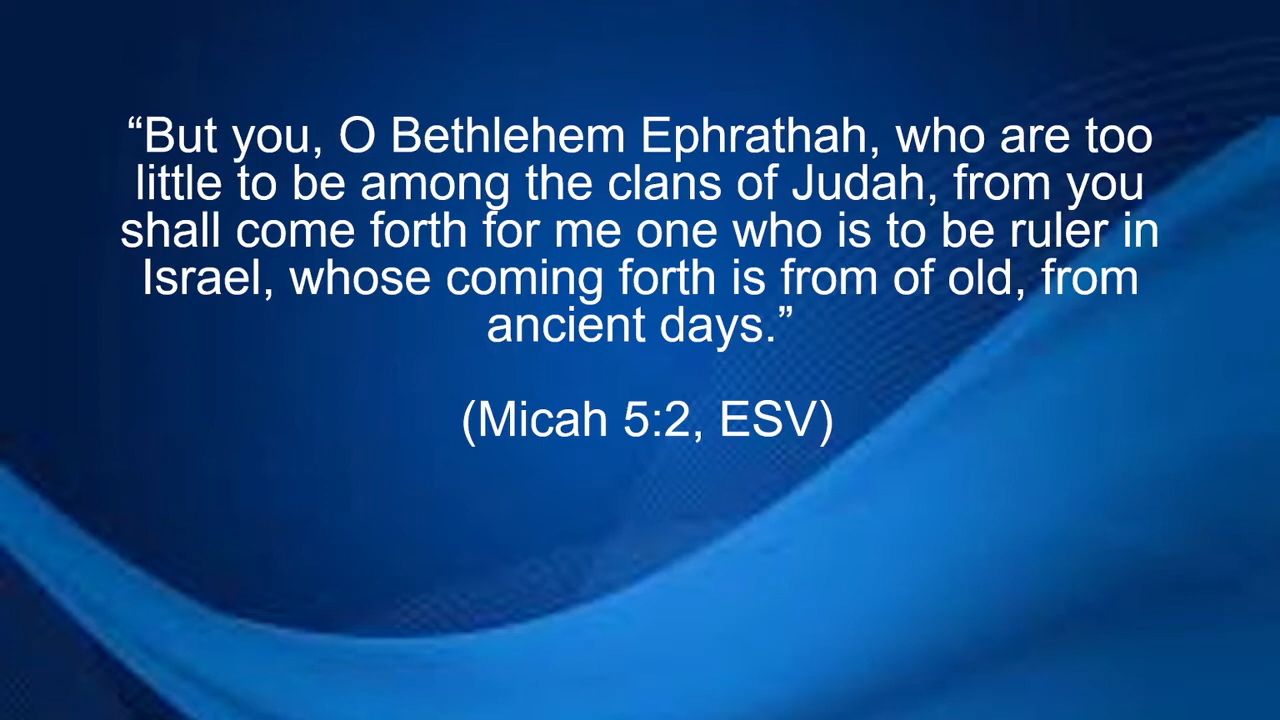 “But you, O Bethlehem Ephrathah, who are too
little to be among the clans of Judah, from you
shall come forth for me one who is to be ruler in
Israel, whose coming forth is from of old, from
ancient days.”
(Micah 5:2, ESV)